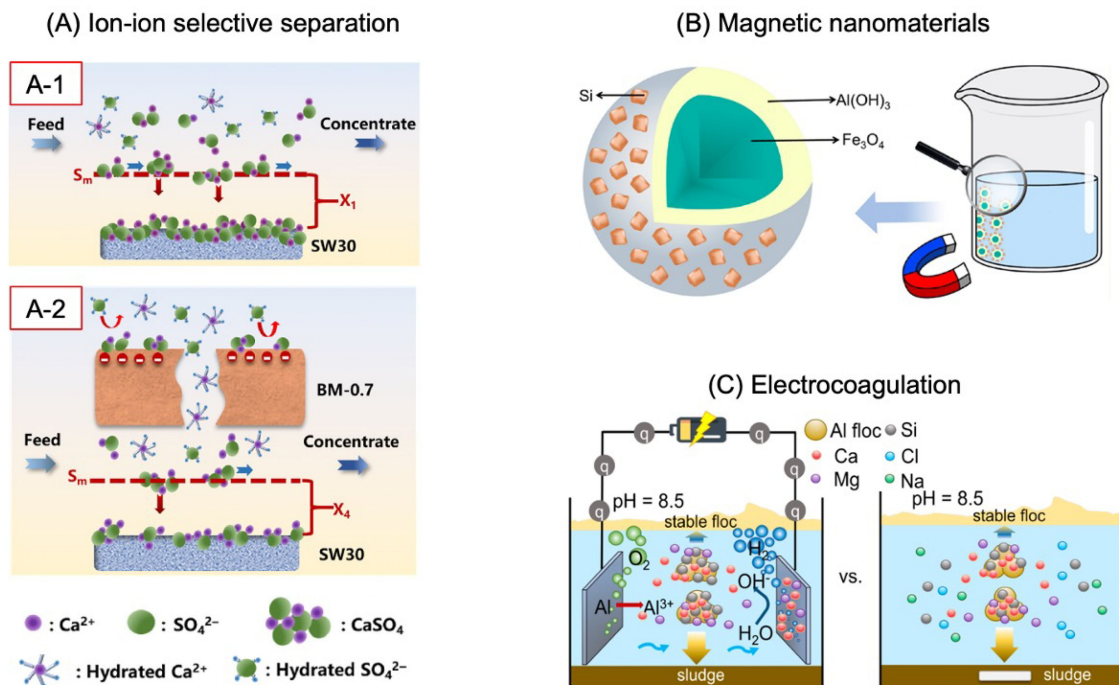 (A) Ion-ion selective separation
A-1
Feed
Concentrate
Sm
X1
SW30
A-2
BM-0.7
Feed
Concentrate
Sm
X4
SW30
: Ca²⁺
: SO₄²⁻
: CaSO₄
: Hydrated Ca²⁺
: Hydrated SO₄²⁻
(B) Magnetic nanomaterials
Si
Al(OH)₃
Fe₃O₄
(C) Electrocoagulation
q
q
q
q
q
q
Al floc
Si
Ca
Cl
Mg
Na
pH = 8.5
stable floc
O₂
H₂
OH⁻
Al
Al³⁺
H₂O
sludge
vs.
pH = 8.5
stable floc
sludge